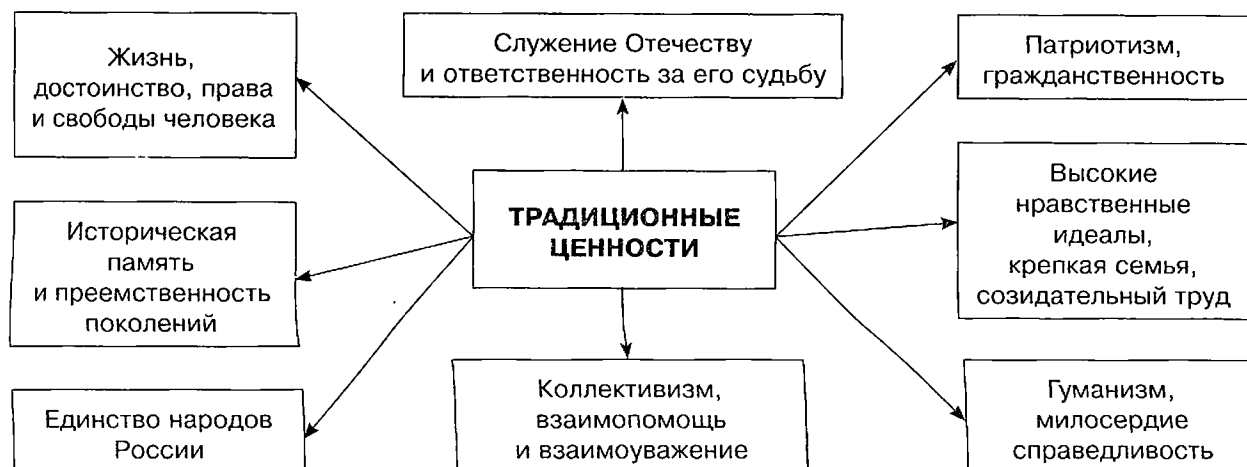 Жизнь,
достоинство, права
и свободы человека
Служение Отечеству
и ответственность за его судьбу
Патриотизм,
гражданственность
ТРАДИЦИОННЫЕ
ЦЕННОСТИ
Историческая
память
и преемственность
поколений
Высокие
нравственные
идеалы,
крепкая семья,
созидательный труд
Единство народов
России
Коллективизм,
взаимопомощь
и взаимоуважение
Гуманизм,
милосердие
справедливость